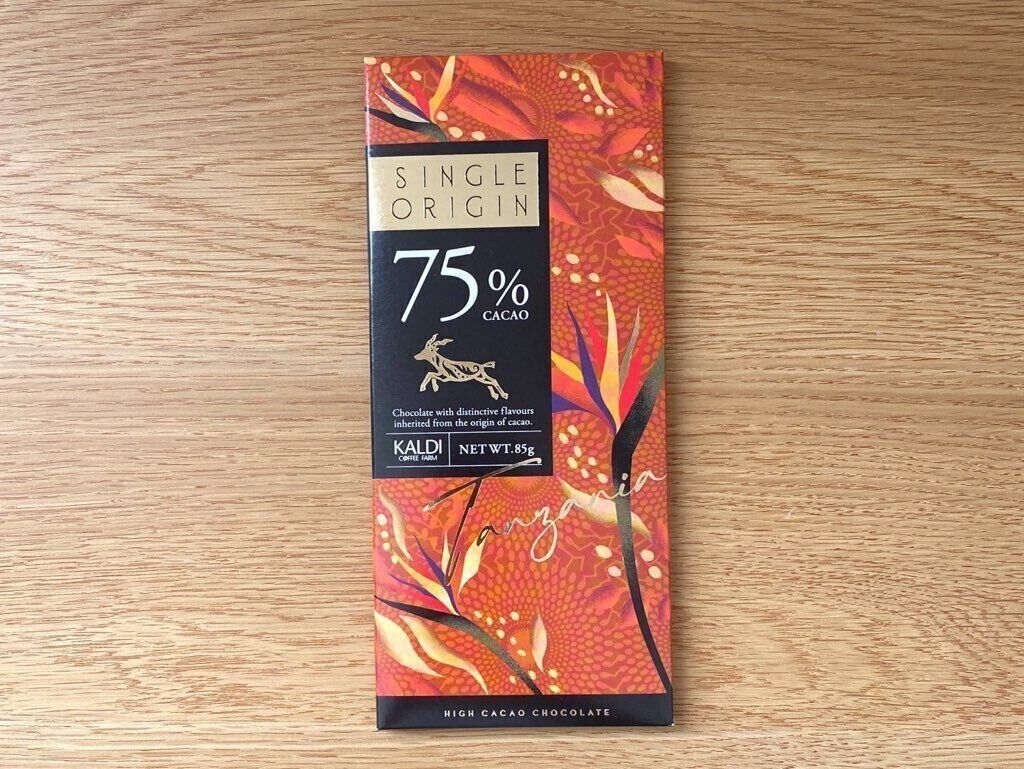 SINGLE
ORIGIN
75%
CACAO
Chocolate with distinctive flavours
inherited from the origin of cacao.
KALDI
COFFEE FARM
NET WT. 85g
Tanzania
HIGH CACAO CHOCOLATE